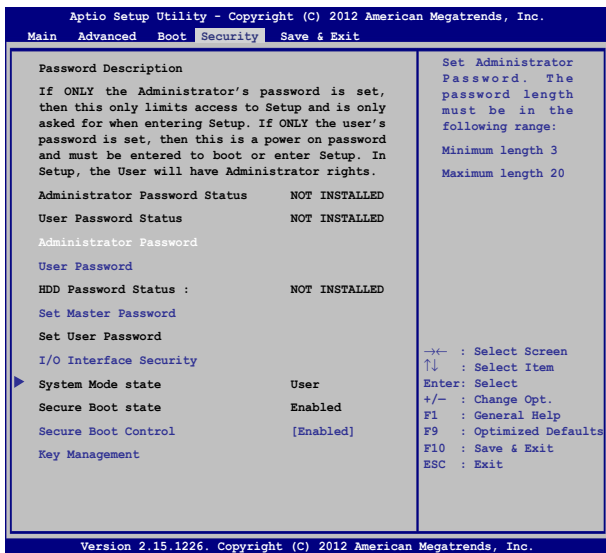 Aptio Setup Utility - Copyright (C) 2012 American Megatrends, Inc.
Main Advanced Boot Security Save & Exit
Password Description
If ONLY the Administrator's password is set,
then this only limits access to Setup and is only
asked for when entering Setup. If ONLY the user's
password is set, then this is a power on password
and must be entered to boot or enter Setup. In
Setup, the User will have Administrator rights.
Administrator Password Status NOT INSTALLED
User Password Status NOT INSTALLED
Administrator Password
User Password
HDD Password Status : NOT INSTALLED
Set Master Password
Set User Password
I/O Interface Security
System Mode state User
Secure Boot state Enabled
Secure Boot Control [Enabled]
Key Management
Set Administrator
Password. The
password length
must be in the
following range:
Minimum length 3
Maximum length 20
→← : Select Screen
↑↓ : Select Item
Enter: Select
+/— : Change Opt.
F1 : General Help
F9 : Optimized Defaults
F10 : Save & Exit
ESC : Exit
Version 2.15.1226. Copyright (C) 2012 American Megatrends, Inc.